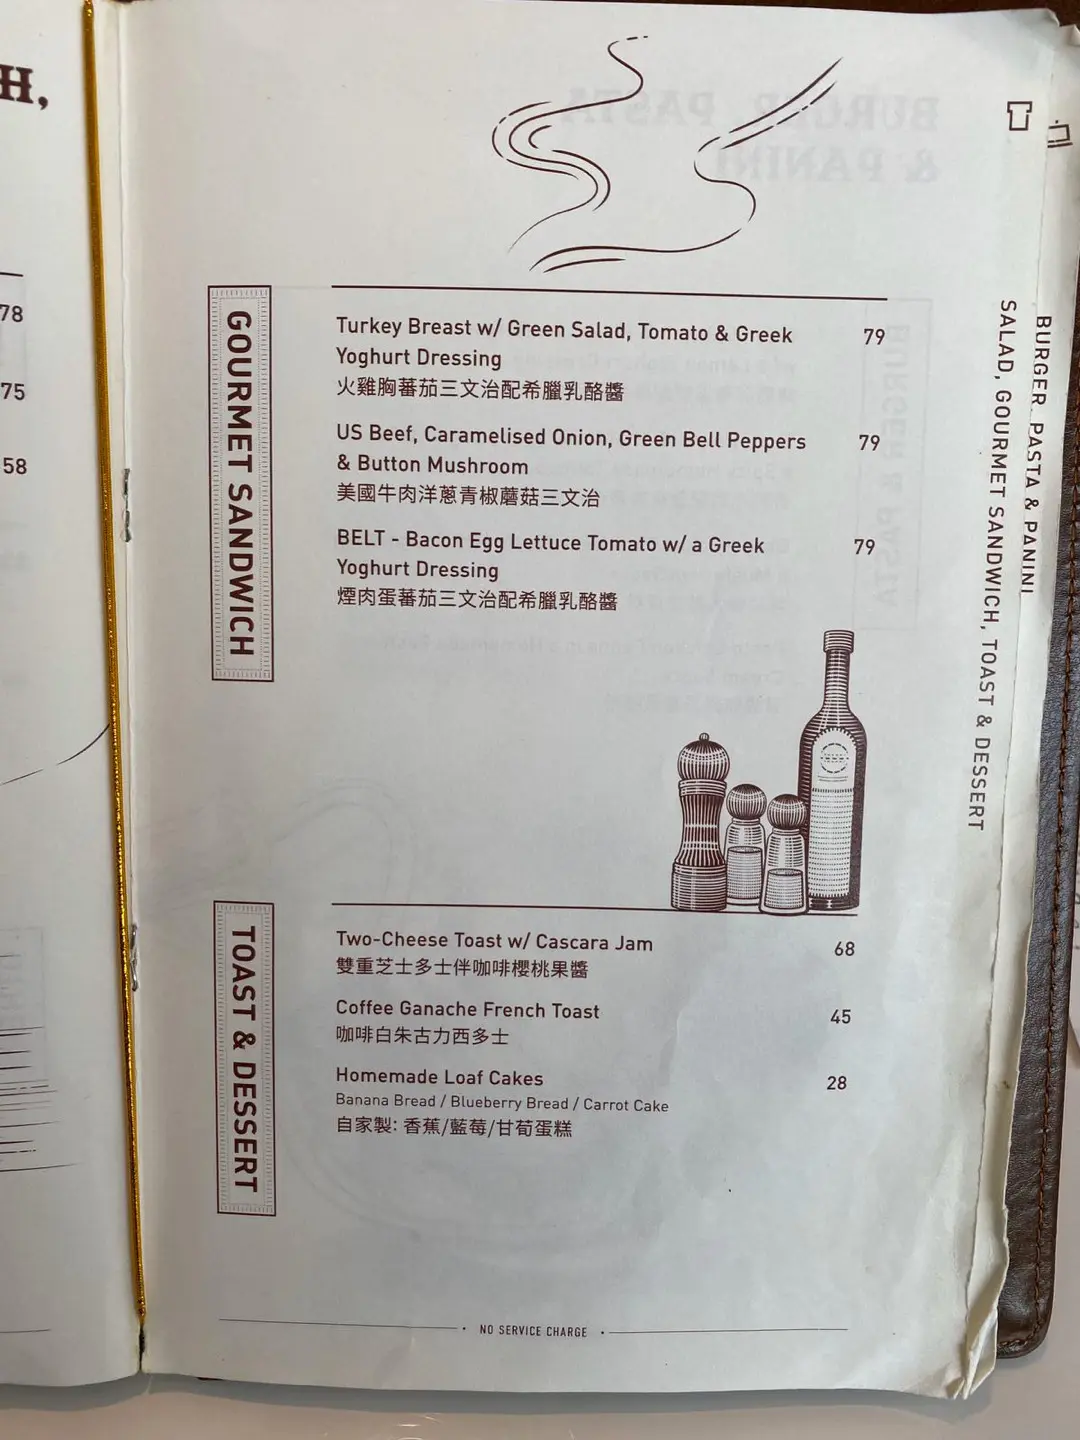 H,
78
75
58
GOURMET SANDWICH
Turkey Breast w/ Green Salad, Tomato & Greek 79
Yoghurt Dressing
火雞胸蕃茄三文治配希臘乳酪醬
US Beef, Caramelised Onion, Green Bell Peppers 79
& Button Mushroom
美國牛肉洋蔥青椒蘑菇三文治
BELT - Bacon Egg Lettuce Tomato w/ a Greek 79
Yoghurt Dressing
煙肉蛋蕃茄三文治配希臘乳酪醬
TOAST & DESSERT
Two-Cheese Toast w/ Cascara Jam 68
雙重芝士多士伴咖啡櫻桃果醬
Coffee Ganache French Toast 45
咖啡白朱古力西多士
Homemade Loaf Cakes 28
Banana Bread / Blueberry Bread / Carrot Cake
自家製: 香蕉/藍莓/甘荀蛋糕
• NO SERVICE CHARGE •
SALAD, GOURMET SANDWICH, TOAST & DESSERT
BURGER, PASTA & PANINI